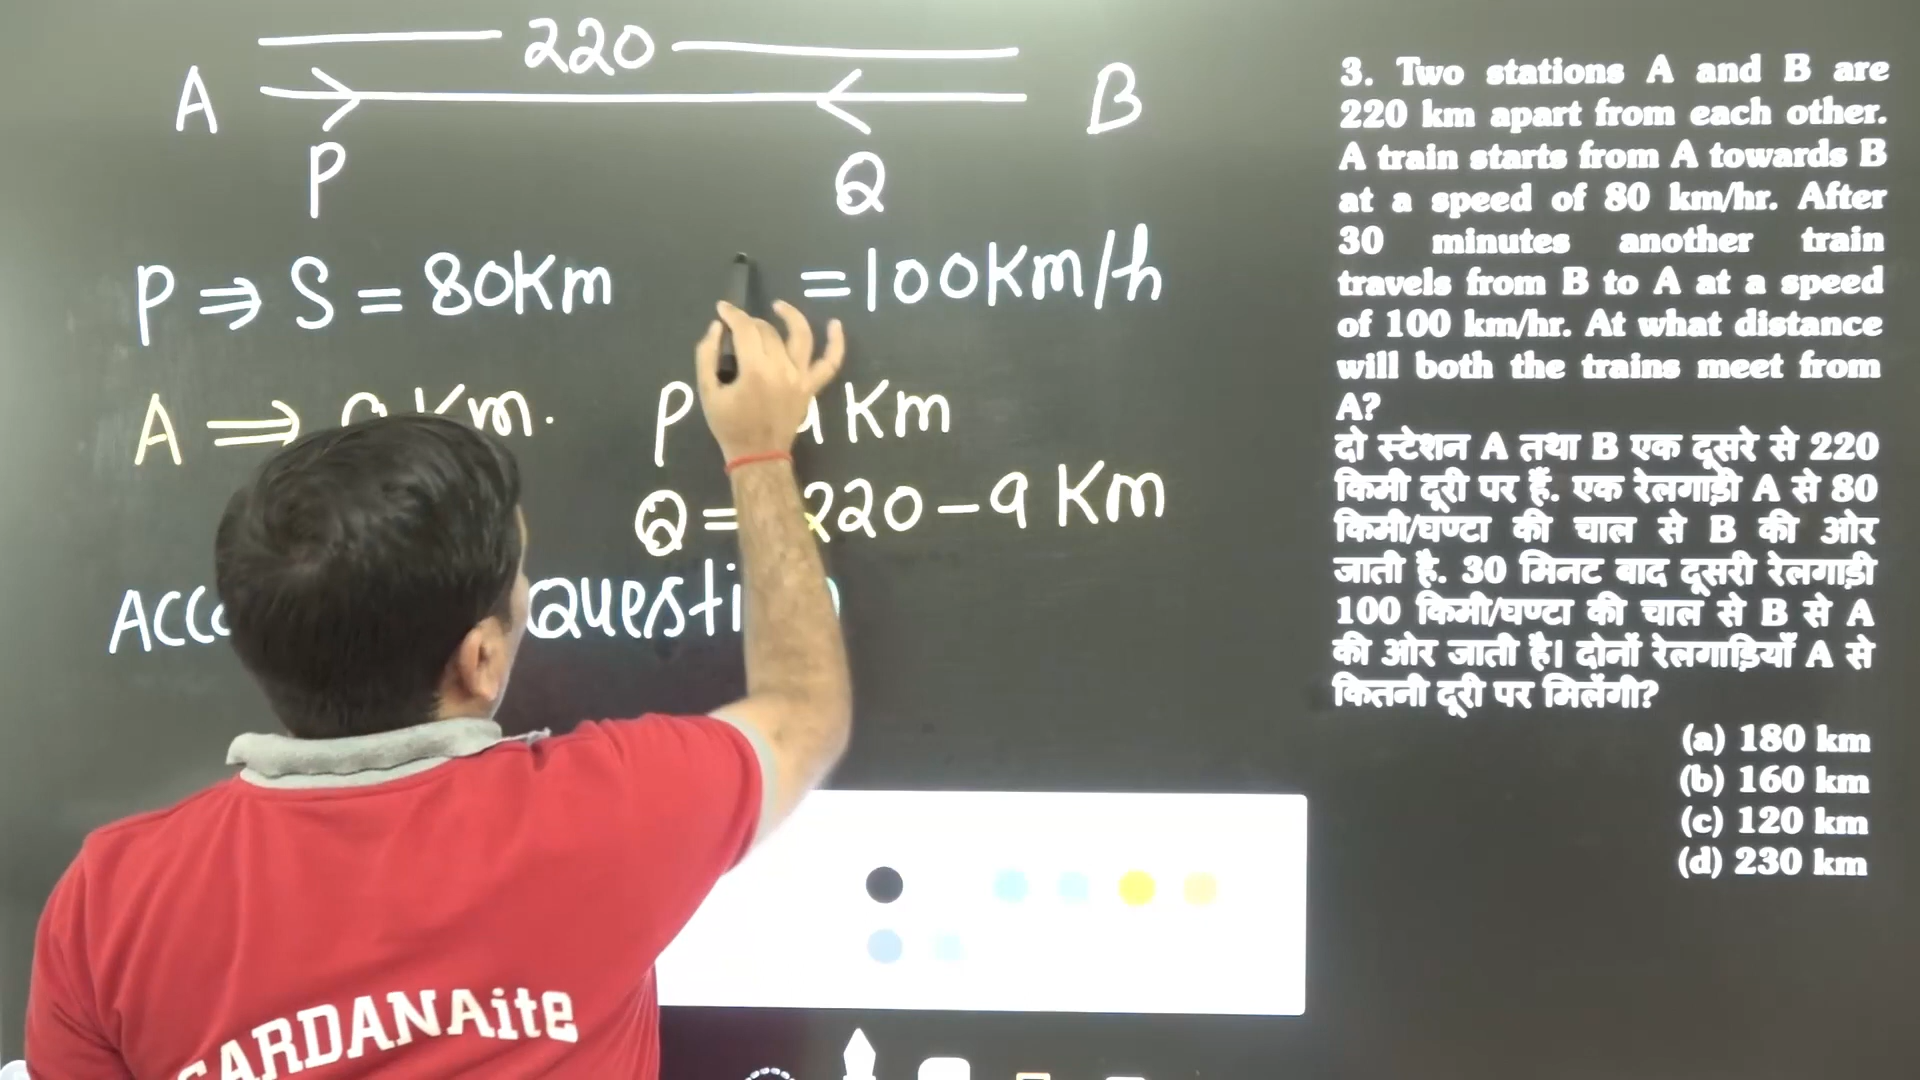 220
A
B
P
Q
P ⇒ S = 80Km
= 100Km/h
A ⇒ 9 Km.
P
9 Km
Q = 220 - 9 Km
Questi
3. Two stations A and B are
220 km apart from each other.
A train starts from A towards B
at a speed of 80 km/hr. After
30 minutes another train
travels from B to A at a speed
of 100 km/hr. At what distance
will both the trains meet from
A?
दो स्टेशन A तथा B एक दूसरे से 220
किमी दूरी पर हैं. एक रेलगाड़ी A से 80
किमी/घण्टा की चाल से B की ओर
जाती है. 30 मिनट बाद दूसरी रेलगाड़ी
100 किमी/घण्टा की चाल से B से A
की ओर जाती है। दोनों रेलगाड़ियाँ A से
कितनी दूरी पर मिलेंगी?
(a) 180 km
(b) 160 km
(c) 120 km
(d) 230 km
SARDANAite